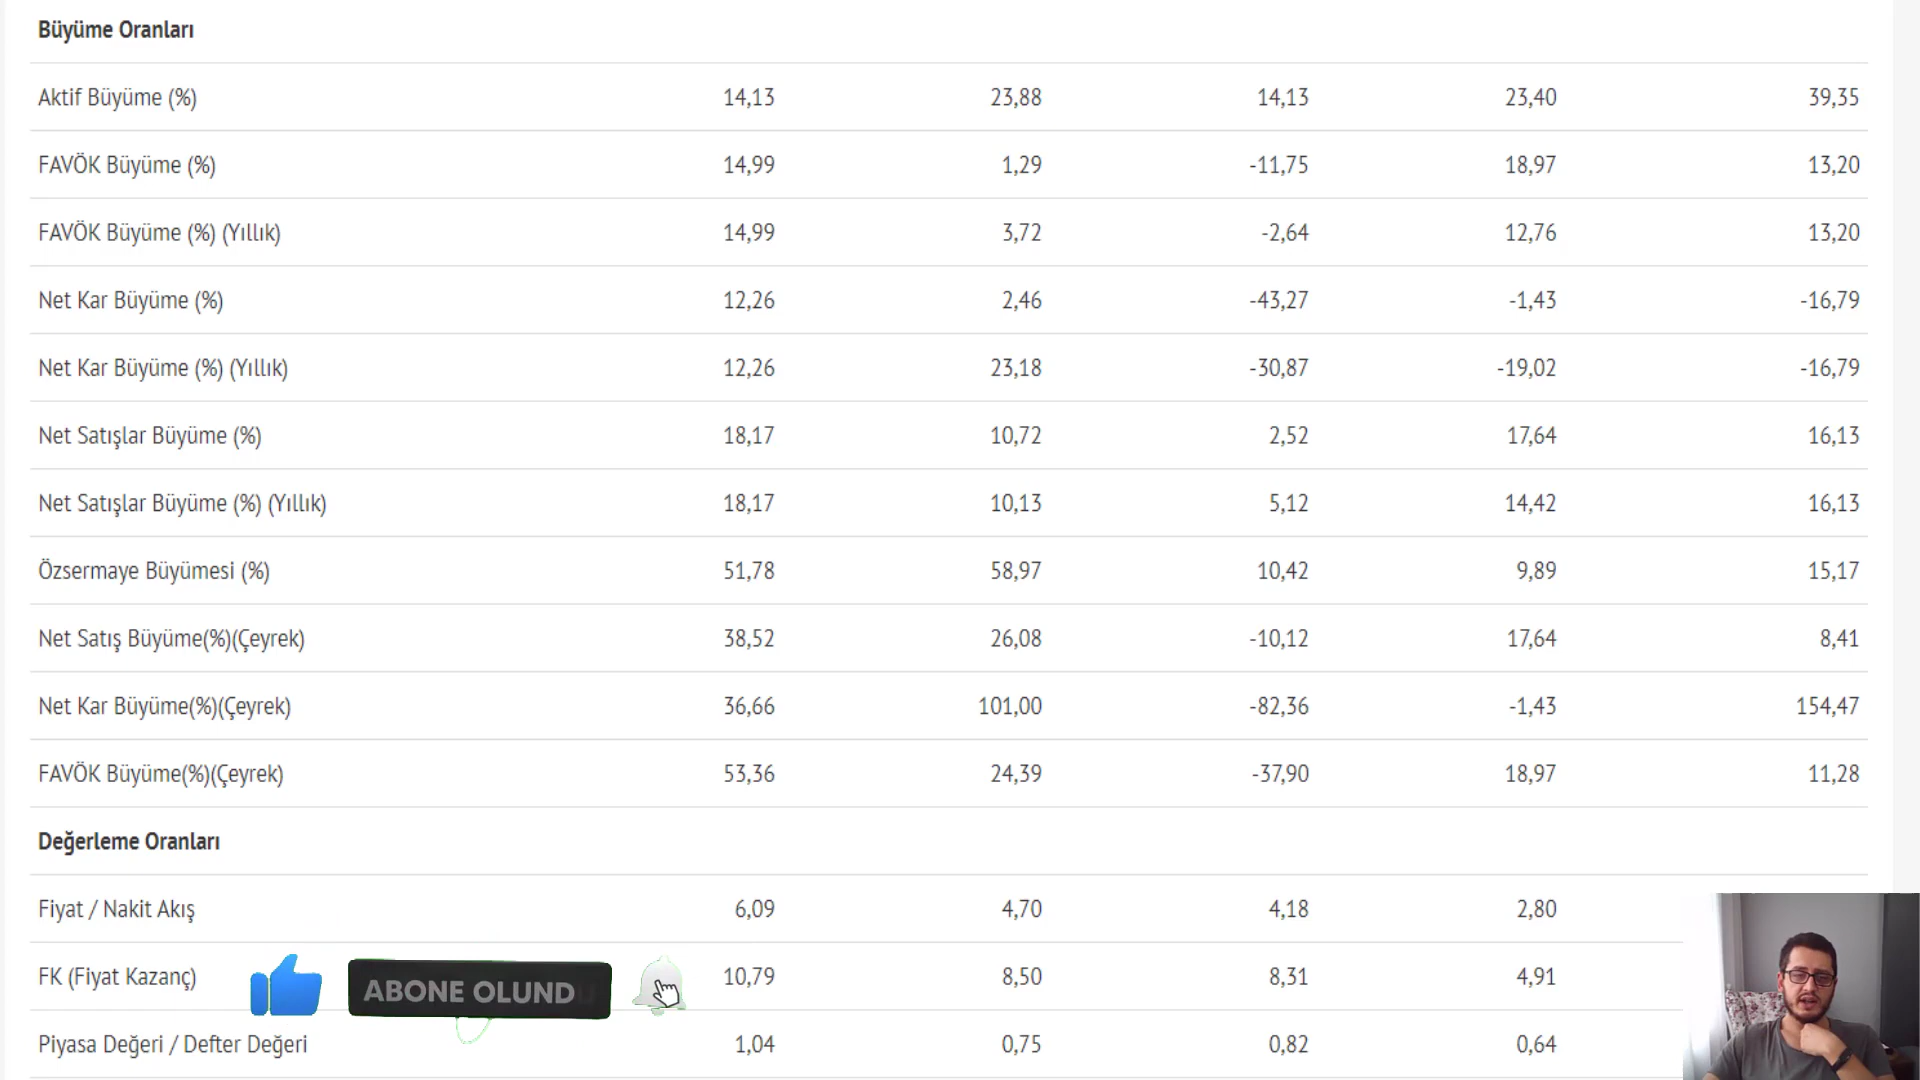 Büyüme Oranları
Aktif Büyüme (%) 14,13 23,88 14,13 23,40 39,35
FAVÖK Büyüme (%) 14,99 1,29 -11,75 18,97 13,20
FAVÖK Büyüme (%) (Yıllık) 14,99 3,72 -2,64 12,76 13,20
Net Kar Büyüme (%) 12,26 2,46 -43,27 -1,43 -16,79
Net Kar Büyüme (%) (Yıllık) 12,26 23,18 -30,87 -19,02 -16,79
Net Satışlar Büyüme (%) 18,17 10,72 2,52 17,64 16,13
Net Satışlar Büyüme (%) (Yıllık) 18,17 10,13 5,12 14,42 16,13
Özsermaye Büyümesi (%) 51,78 58,97 10,42 9,89 15,17
Net Satış Büyüme(%)(Çeyrek) 38,52 26,08 -10,12 17,64 8,41
Net Kar Büyüme(%)(Çeyrek) 36,66 101,00 -82,36 -1,43 154,47
FAVÖK Büyüme(%)(Çeyrek) 53,36 24,39 -37,90 18,97 11,28
Değerleme Oranları
Fiyat / Nakit Akış 6,09 4,70 4,18 2,80
FK (Fiyat Kazanç) 10,79 8,50 8,31 4,91
ABONE OLUNDU
Piyasa Değeri / Defter Değeri 1,04 0,75 0,82 0,64